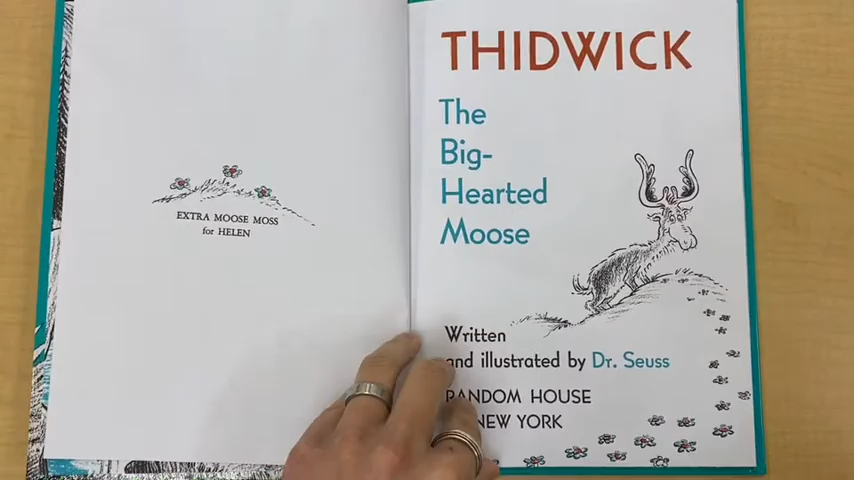 EXTRA MOOSE MOSS
for HELEN
THIDWICK
The
Big-
Hearted
Moose
Written
and illustrated by Dr. Seuss
RANDOM HOUSE
NEW YORK